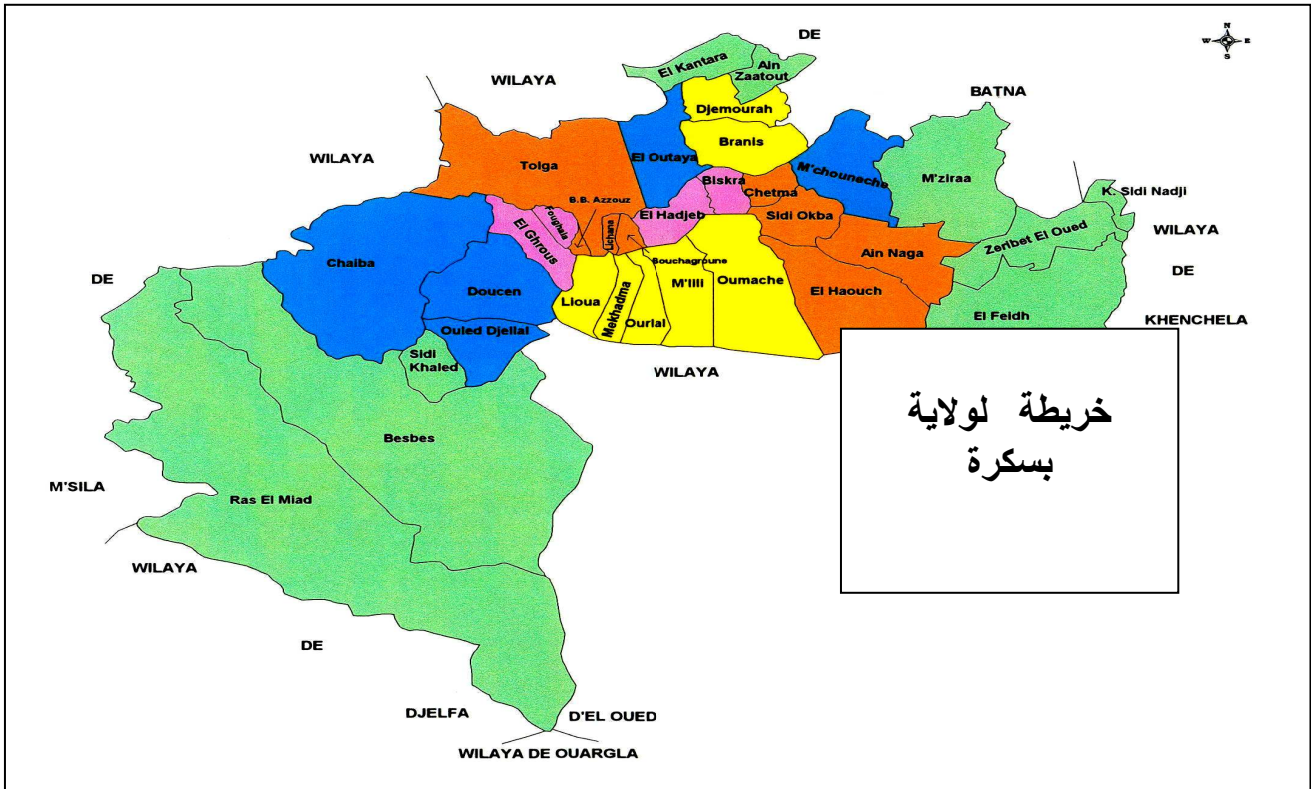 N
W E
S
DE
WILAYA
El Kantara
Ain
Zaatout
BATNA
Djemourah
WILAYA
Tolga
El Outaya
Branis
M'chouneche
M'ziraa
K. Sidi Nadji
Biskra
Chetma
B.B. Azzouz
Foughala
El Ghrous
Lichane
El Hadjeb
Sidi Okba
Zeribet El Oued
WILAYA
Ain Naga
DE
Chaiba
DE
Bouchagroune
Doucen
Lioua
Mekhadma
Ourlal
M'lili
Oumache
El Haouch
El Feidh
KHENCHELA
Ouled Djellal
Sidi
Khaled
WILAYA
خريطة لولاية
بسكرة
Besbes
M'SILA
Ras El Miad
WILAYA
DE
DJELFA
D'EL OUED
WILAYA DE OUARGLA